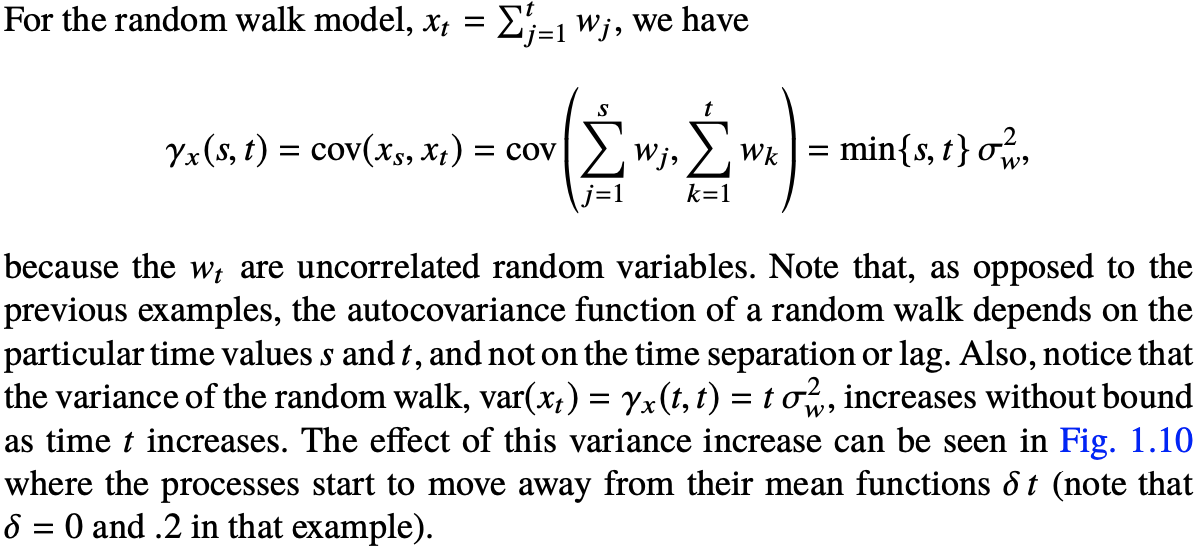 For the random walk model, $x_t = \sum_{j=1}^{t} w_j$, we have
$$\gamma_x(s, t) = \text{cov}(x_s, x_t) = \text{cov}\left(\sum_{j=1}^{s} w_j, \sum_{k=1}^{t} w_k\right) = \min\{s, t\}\, \sigma_w^2,$$
because the $w_t$ are uncorrelated random variables. Note that, as opposed to the
previous examples, the autocovariance function of a random walk depends on the
particular time values $s$ and $t$, and not on the time separation or lag. Also, notice that
the variance of the random walk, $\text{var}(x_t) = \gamma_x(t, t) = t\, \sigma_w^2$, increases without bound
as time $t$ increases. The effect of this variance increase can be seen in Fig. 1.10
where the processes start to move away from their mean functions $\delta\, t$ (note that
$\delta = 0$ and .2 in that example).